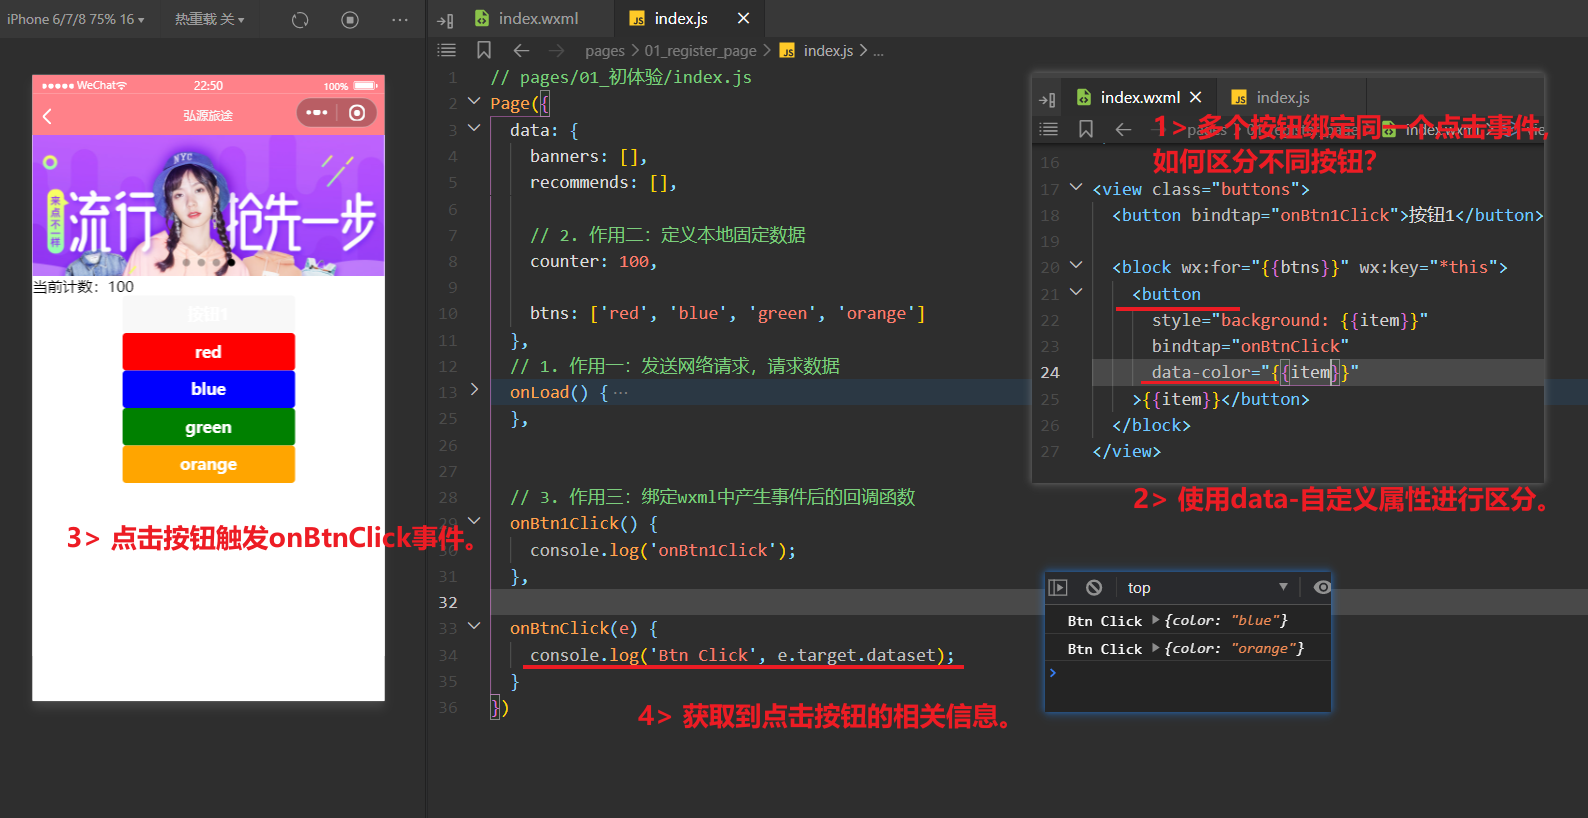 iPhone 6/7/8 75% 16
热重载 关
WeChat
22:50
100%
弘源旅途
NYC
来点不一样
流行 抢先一步
当前计数：100
按钮1
red
blue
green
orange
3> 点击按钮触发onBtnClick事件。
index.wxml
index.js
pages > 01_register_page > index.js > ...
1 // pages/01_初体验/index.js
2 Page({
3 data: {
4 banners: [],
5 recommends: [],
6
7 // 2. 作用二：定义本地固定数据
8 counter: 100,
9
10 btns: ['red', 'blue', 'green', 'orange']
11 },
12 // 1. 作用一：发送网络请求，请求数据
13 onLoad() { ...
25 },
26
27
28 // 3. 作用三：绑定wxml中产生事件后的回调函数
29 onBtn1Click() {
30 console.log('onBtn1Click');
31 },
32
33 onBtnClick(e) {
34 console.log('Btn Click', e.target.dataset);
35 }
36 })
4> 获取到点击按钮的相关信息。
index.wxml
index.js
1> 多个按钮绑定同一个点击事件，
如何区分不同按钮？
16
17 <view class="buttons">
18 <button bindtap="onBtn1Click">按钮1</button>
19
20 <block wx:for="{{btns}}" wx:key="*this">
21 <button
22 style="background: {{item}}"
23 bindtap="onBtnClick"
24 data-color="{{item}}"
25 >{{item}}</button>
26 </block>
27 </view>
2> 使用data-自定义属性进行区分。
top
Btn Click {color: "blue"}
Btn Click {color: "orange"}